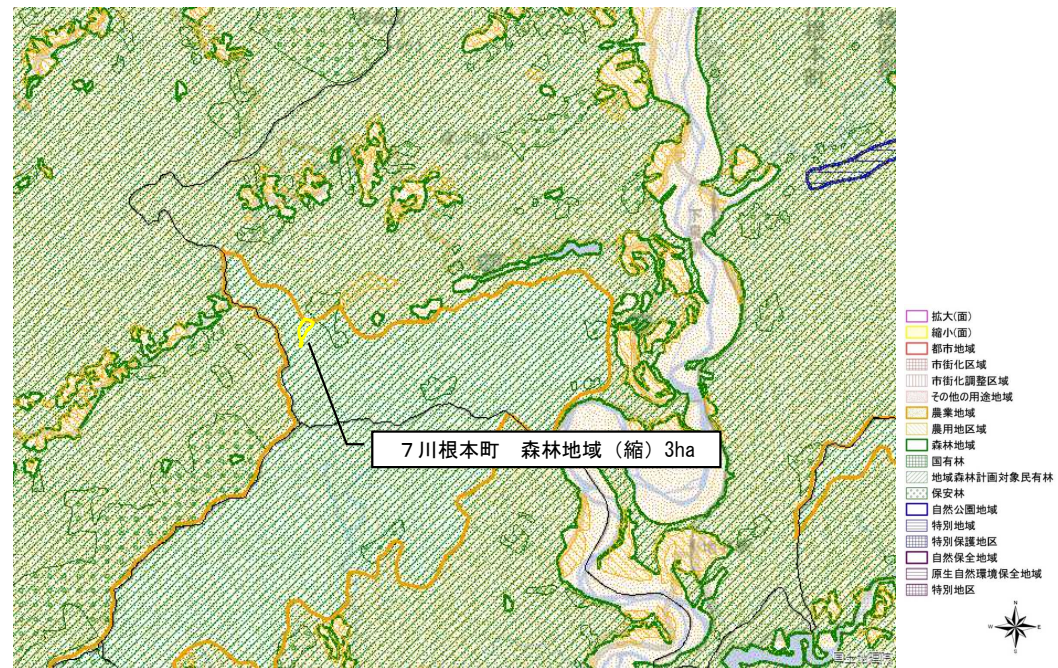 7川根本町　森林地域（縮）3ha
拡大(面)
縮小(面)
都市地域
市街化区域
市街化調整区域
その他の用途地域
農業地域
農用地区域
森林地域
国有林
地域森林計画対象民有林
保安林
自然公園地域
特別地域
特別保護地区
自然保全地域
原生自然環境保全地域
特別地区
N
W E
S